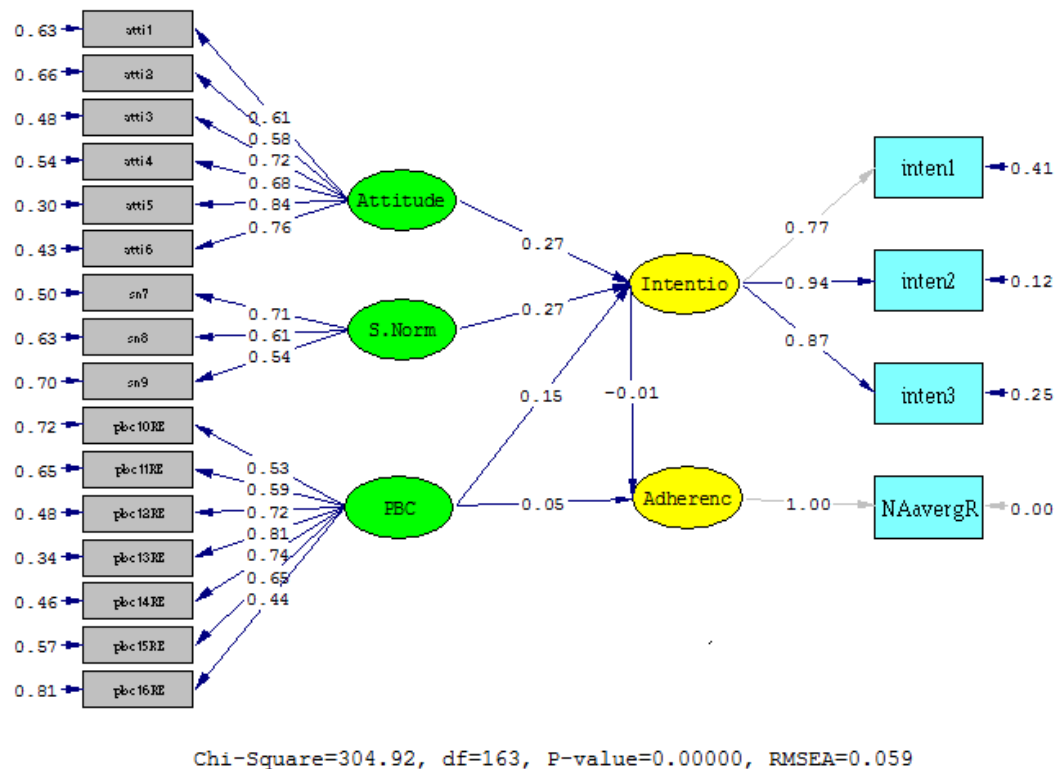 0.63 atti1
0.66 atti2
0.48 atti3
0.54 atti4
0.30 atti5
0.43 atti6
0.50 sn7
0.63 sn8
0.70 sn9
0.72 pbc10RE
0.65 pbc11RE
0.48 pbc12RE
0.34 pbc13RE
0.46 pbc14RE
0.57 pbc15RE
0.81 pbc16RE
0.61
0.58
0.72
0.68
0.84
0.76
0.71
0.61
0.54
0.53
0.59
0.72
0.81
0.74
0.65
0.44
Attitude
S.Norm
PBC
0.27
0.27
0.15
-0.01
0.05
Intentio
Adherenc
0.77
0.94
0.87
1.00
inten1 0.41
inten2 0.12
inten3 0.25
NAavergR 0.00
Chi-Square=304.92, df=163, P-value=0.00000, RMSEA=0.059